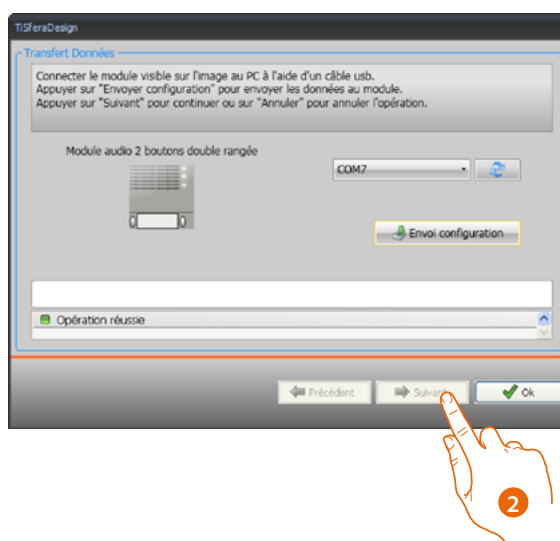 TiSferaDesign
Transfert Données
Connecter le module visible sur l'image au PC à l'aide d'un câble usb.
Appuyer sur "Envoyer configuration" pour envoyer les données au module.
Appuyer sur "Suivant" pour continuer ou sur "Annuler" pour annuler l'opération.
Module audio 2 boutons double rangée
COM7
Envoi configuration
Opération réussie
Précédent
Suivant
Ok
2